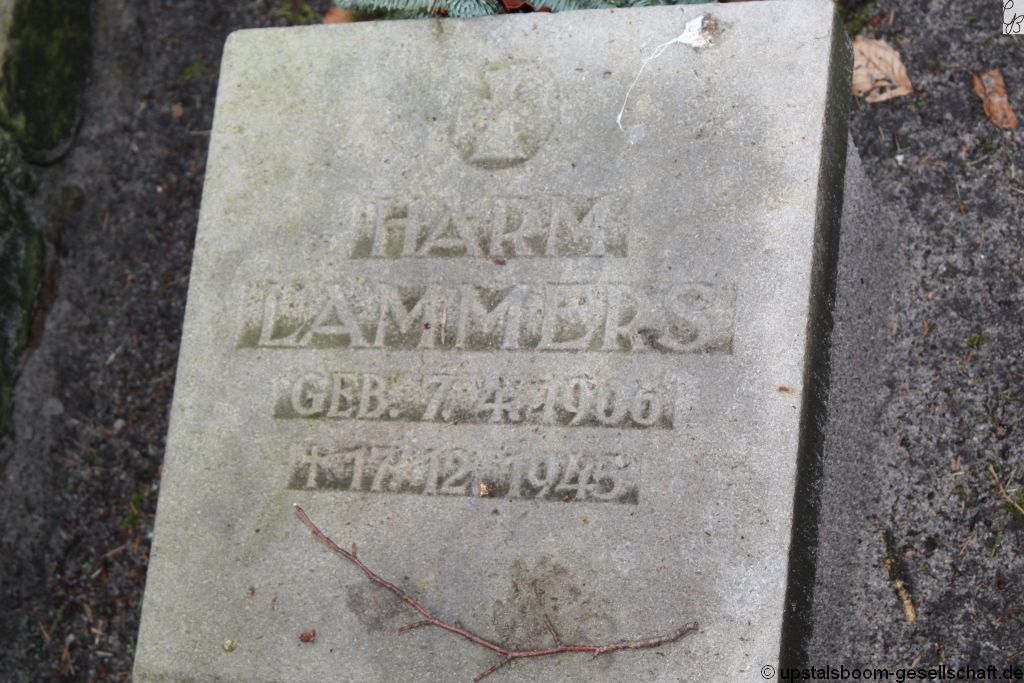 HARM
LAMMERS
GEB. 7. 4. 1906
† 17. 12. 1945
© upstalsboom-gesellschaft.de